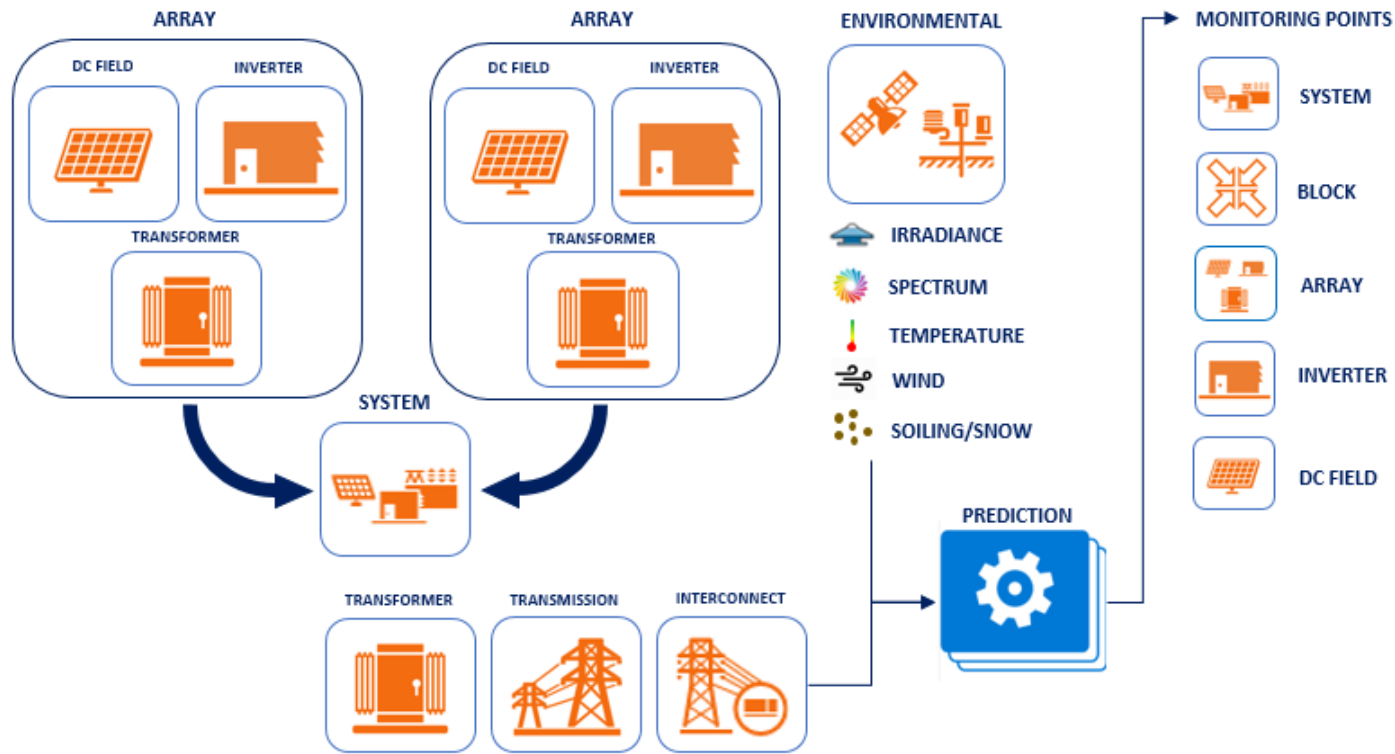 ARRAY
DC FIELD
INVERTER
TRANSFORMER
ARRAY
DC FIELD
INVERTER
TRANSFORMER
SYSTEM
TRANSFORMER
TRANSMISSION
INTERCONNECT
ENVIRONMENTAL
IRRADIANCE
SPECTRUM
TEMPERATURE
WIND
SOILING/SNOW
PREDICTION
MONITORING POINTS
SYSTEM
BLOCK
ARRAY
INVERTER
DC FIELD